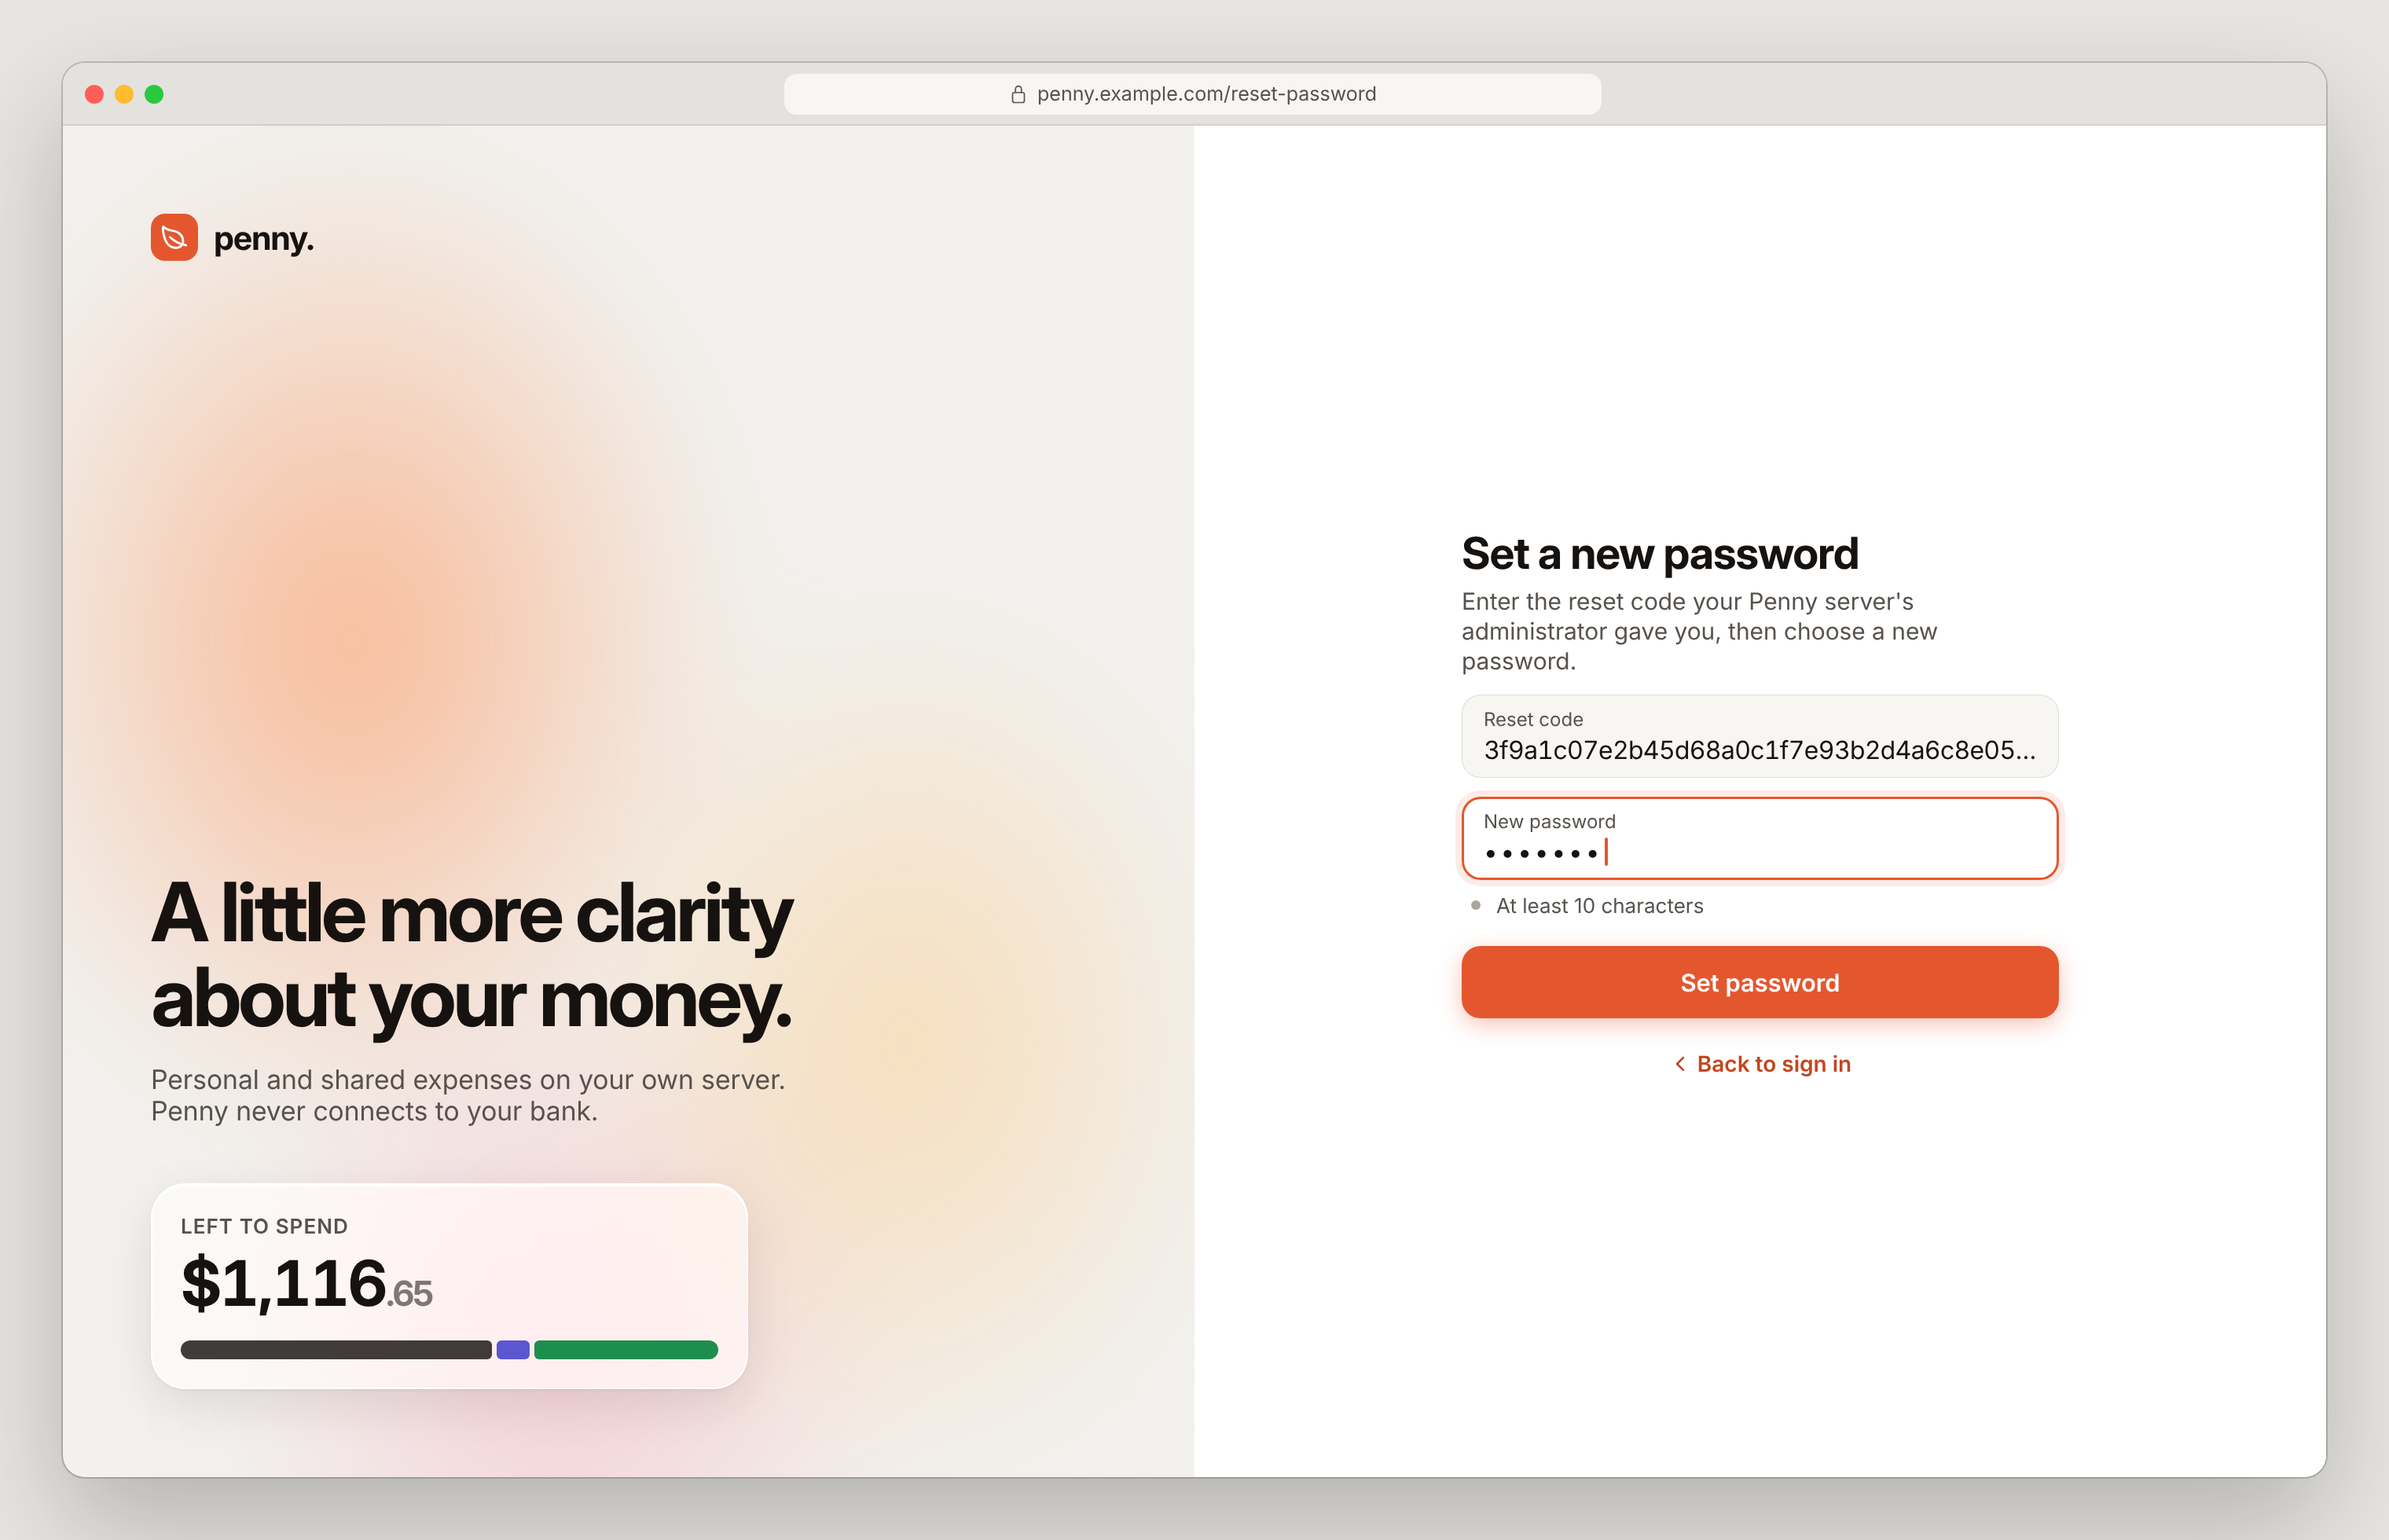 penny.example.com/reset-password
penny.
A little more clarity
about your money.
Personal and shared expenses on your own server.
Penny never connects to your bank.
LEFT TO SPEND
$1,116.65
Set a new password
Enter the reset code your Penny server's
administrator gave you, then choose a new
password.
Reset code
3f9a1c07e2b45d68a0c1f7e93b2d4a6c8e05...
New password
•••••••
At least 10 characters
Set password
Back to sign in